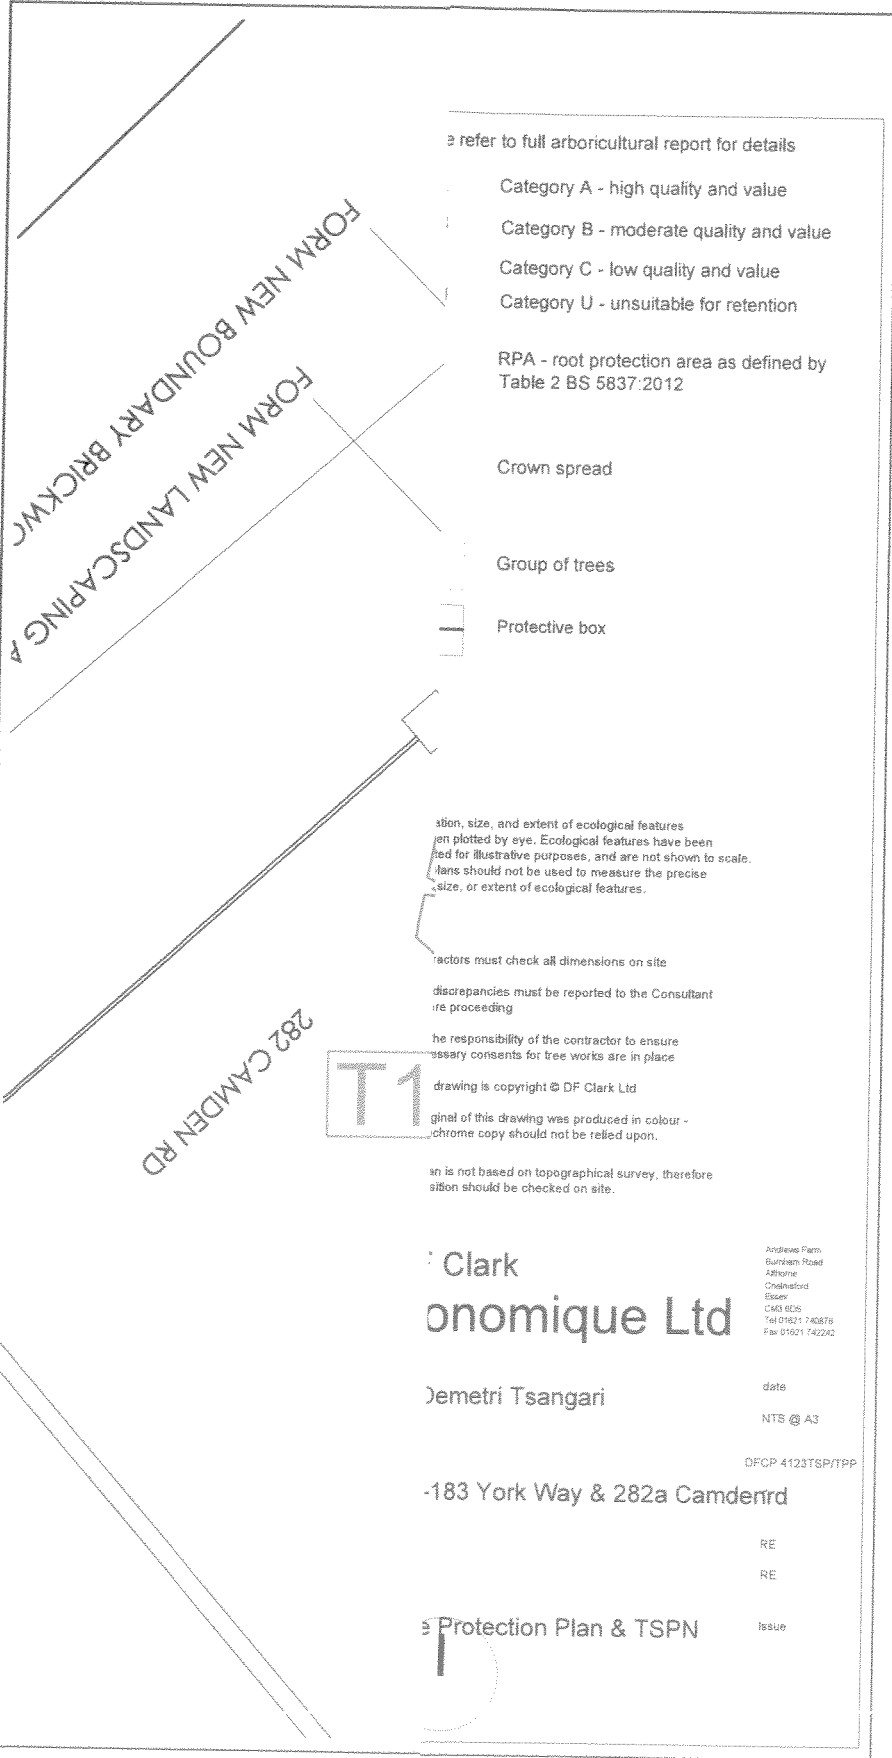 FORM NEW BOUNDARY BRICKWO
FORM NEW LANDSCAPING A
282 CAMDEN RD
T1
e refer to full arboricultural report for details
Category A - high quality and value
Category B - moderate quality and value
Category C - low quality and value
Category U - unsuitable for retention
RPA - root protection area as defined by
Table 2 BS 5837:2012
Crown spread
Group of trees
Protective box
ation, size, and extent of ecological features
en plotted by eye. Ecological features have been
ted for illustrative purposes, and are not shown to scale.
lans should not be used to measure the precise
size, or extent of ecological features.
ractors must check all dimensions on site
discrepancies must be reported to the Consultant
re proceeding
he responsibility of the contractor to ensure
essary consents for tree works are in place
drawing is copyright © DF Clark Ltd
ginal of this drawing was produced in colour -
chrome copy should not be relied upon.
an is not based on topographical survey, therefore
sition should be checked on site.
F Clark
onomique Ltd
Andrews Farm
Burnham Road
Althorne
Chelmsford
Essex
CM3 6DS
Tel 01621 740876
Fax 01621 742242
Demetri Tsangari
date
NTS @ A3
DFCP 4123TSP/TPP
-183 York Way & 282a Camden rd
RE
RE
e Protection Plan & TSPN
Issue